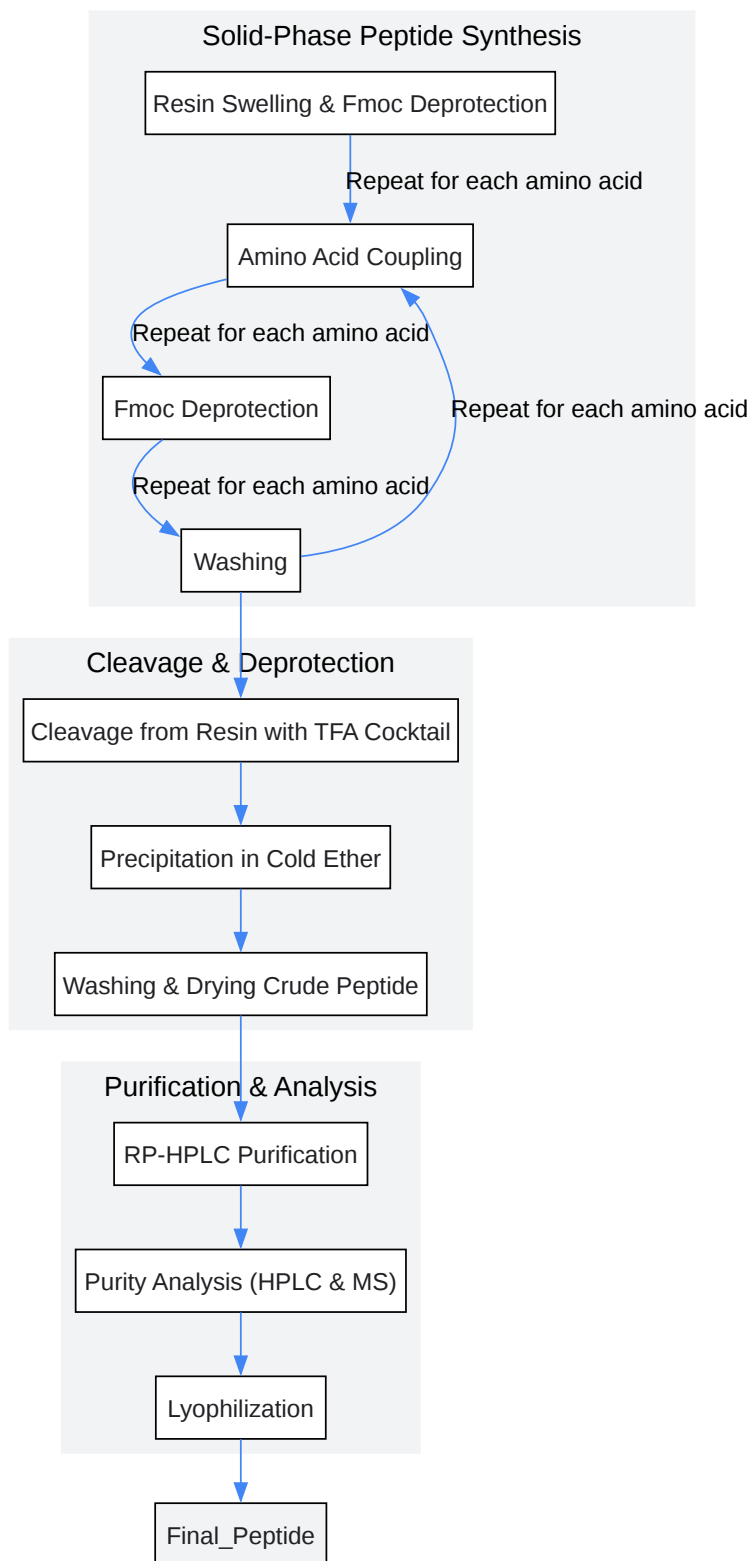 Solid-Phase Peptide Synthesis
Resin Swelling & Fmoc Deprotection
Repeat for each amino acid
Amino Acid Coupling
Repeat for each amino acid
Fmoc Deprotection
Repeat for each amino acid
Repeat for each amino acid
Washing
Cleavage & Deprotection
Cleavage from Resin with TFA Cocktail
Precipitation in Cold Ether
Washing & Drying Crude Peptide
Purification & Analysis
RP-HPLC Purification
Purity Analysis (HPLC & MS)
Lyophilization
Final_Peptide